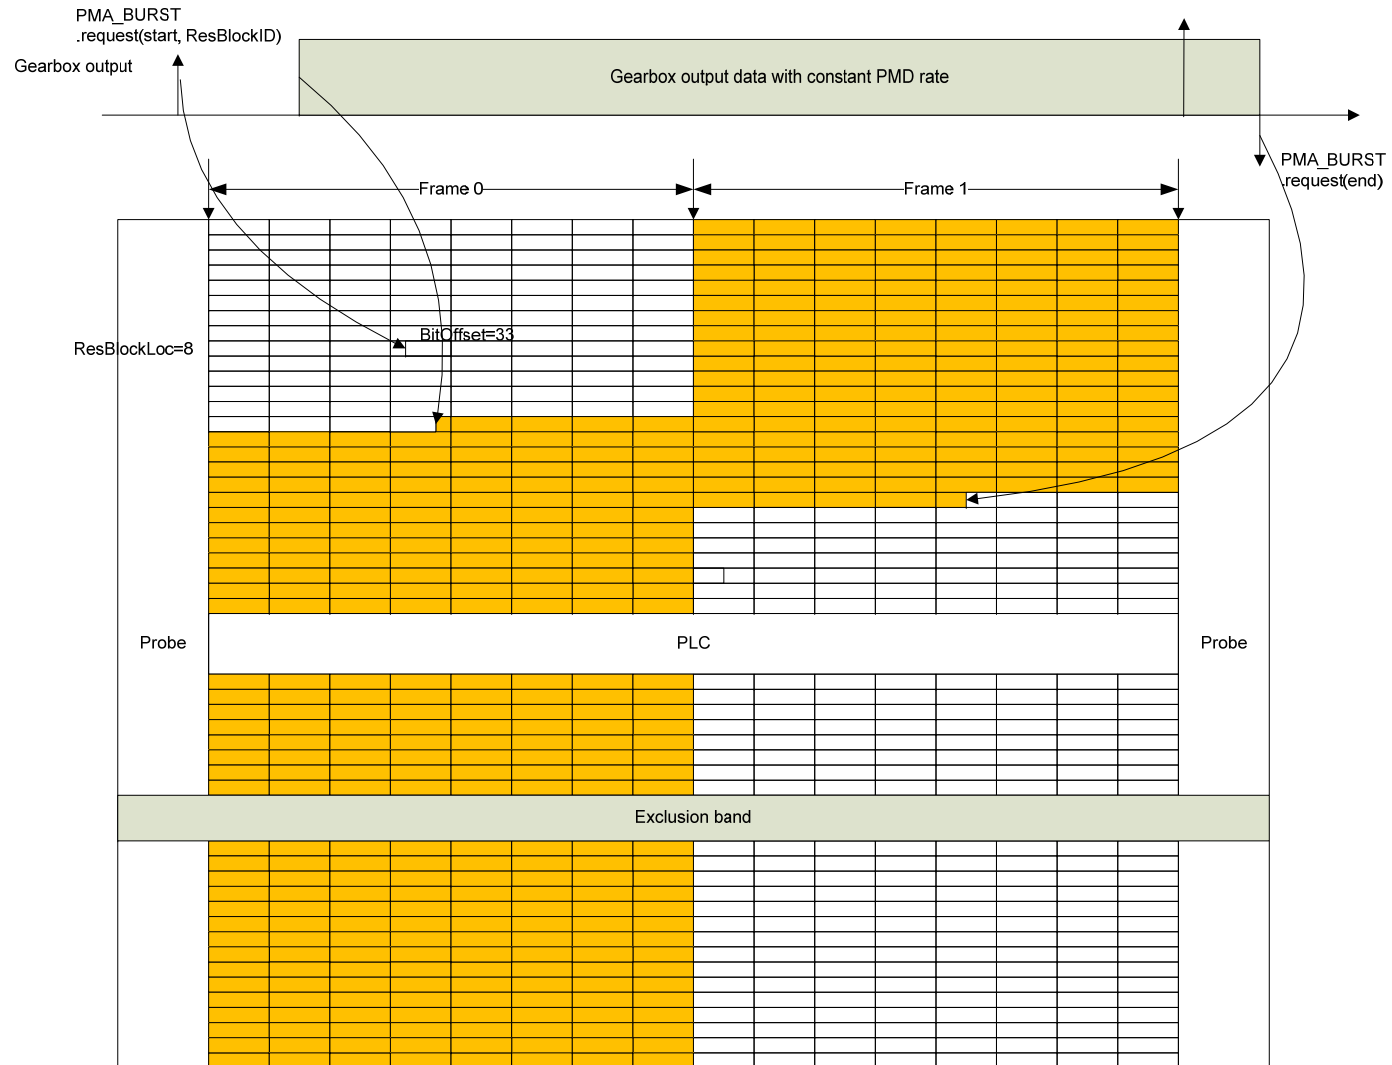 PMA_BURST
.request(start, ResBlockID)
Gearbox output
Gearbox output data with constant PMD rate
PMA_BURST
.request(end)
Frame 0
Frame 1
BitOffset=33
ResBlockLoc=8
Probe
PLC
Probe
Exclusion band